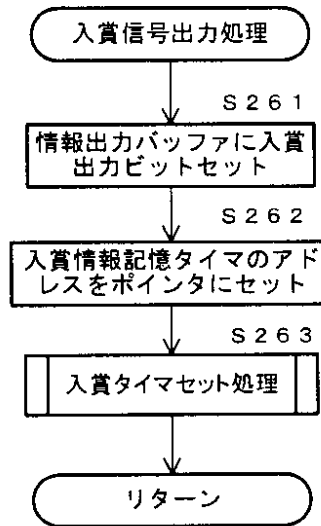 入賞信号出力処理
S261
情報出力バッファに入賞
出力ビットセット
S262
入賞情報記憶タイマのアド
レスをポインタにセット
S263
入賞タイマセット処理
リターン